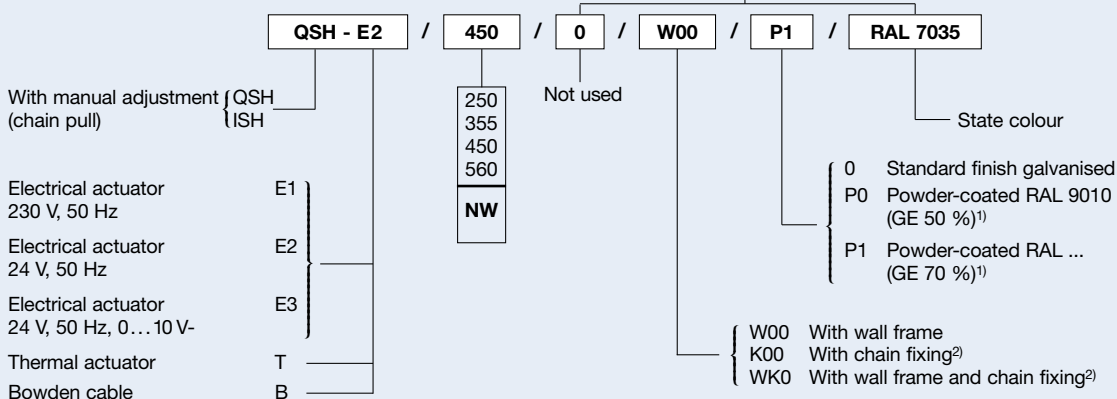 QSH - E2 / 450 / 0 / W00 / P1 / RAL 7035
With manual adjustment QSH
(chain pull) ISH
250
355
450
560
NW
Not used
State colour
0 Standard finish galvanised
P0 Powder-coated RAL 9010
(GE 50 %)1)
P1 Powder-coated RAL ...
(GE 70 %)1)
Electrical actuator E1
230 V, 50 Hz
Electrical actuator E2
24 V, 50 Hz
Electrical actuator E3
24 V, 50 Hz, 0...10 V-
Thermal actuator T
Bowden cable B
W00 With wall frame
K00 With chain fixing2)
WK0 With wall frame and chain fixing2)